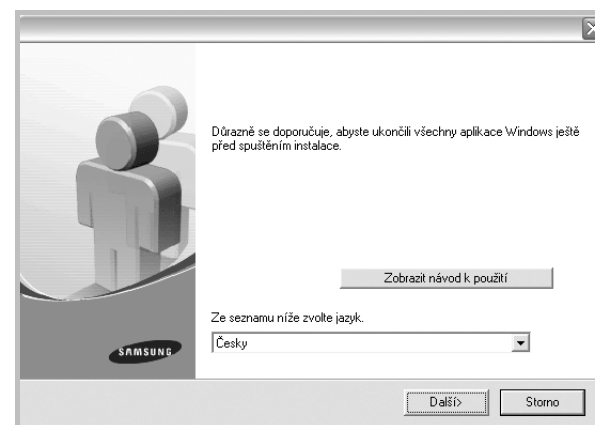 Důrazně se doporučuje, abyste ukončili všechny aplikace Windows ještě
před spuštěním instalace.
Zobrazit návod k použití
Ze seznamu níže zvolte jazyk.
Česky
SAMSUNG
Další>
Storno